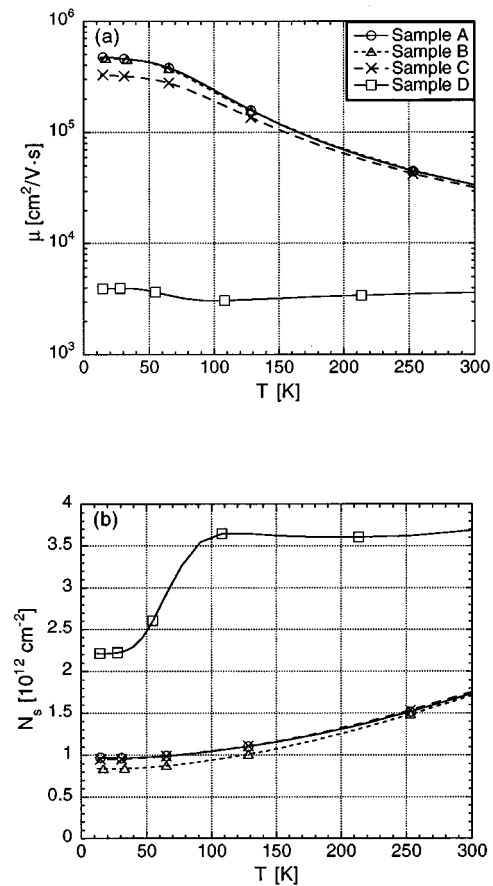 (a)
Sample A
Sample B
Sample C
Sample D
10^6
10^5
10^4
10^3
μ [cm^2/V·s]
0 50 100 150 200 250 300
T [K]
(b)
4
3.5
3
2.5
2
1.5
1
0.5
0
N_s [10^12 cm^-2]
0 50 100 150 200 250 300
T [K]